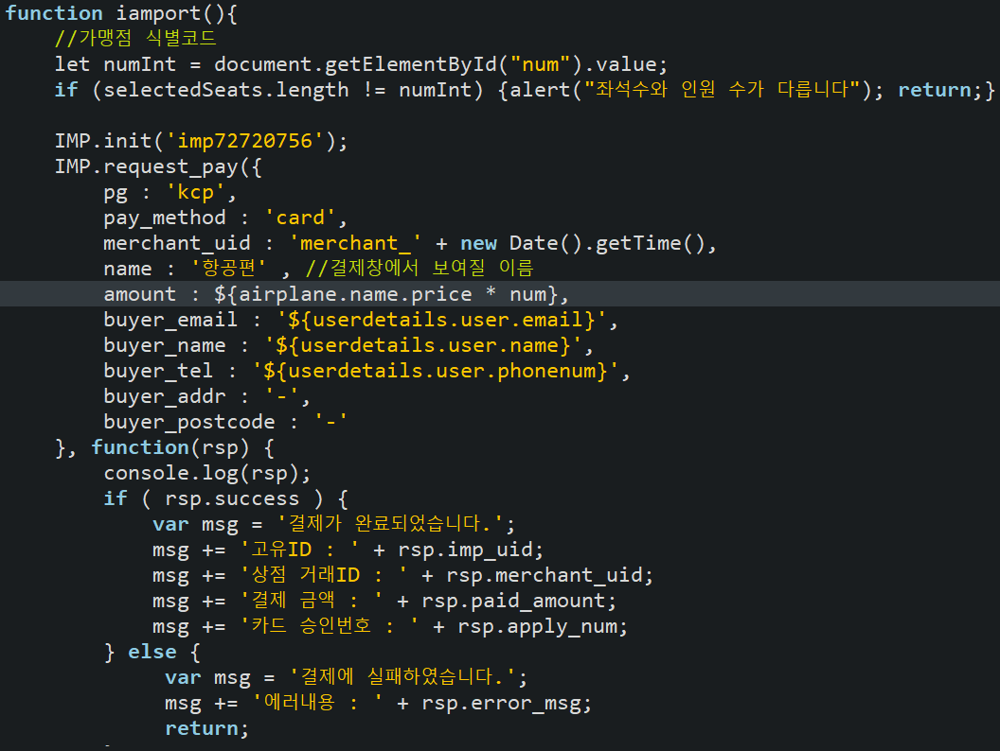 function iamport(){
//가맹점 식별코드
let numInt = document.getElementById("num").value;
if (selectedSeats.length != numInt) {alert("좌석수와 인원 수가 다릅니다"); return;}
IMP.init('imp72720756');
IMP.request_pay({
pg : 'kcp',
pay_method : 'card',
merchant_uid : 'merchant_' + new Date().getTime(),
name : '항공편' , //결제창에서 보여질 이름
amount : ${airplane.name.price * num},
buyer_email : '${userdetails.user.email}',
buyer_name : '${userdetails.user.name}',
buyer_tel : '${userdetails.user.phonenum}',
buyer_addr : '-',
buyer_postcode : '-'
}, function(rsp) {
console.log(rsp);
if ( rsp.success ) {
var msg = '결제가 완료되었습니다.';
msg += '고유ID : ' + rsp.imp_uid;
msg += '상점 거래ID : ' + rsp.merchant_uid;
msg += '결제 금액 : ' + rsp.paid_amount;
msg += '카드 승인번호 : ' + rsp.apply_num;
} else {
var msg = '결제에 실패하였습니다.';
msg += '에러내용 : ' + rsp.error_msg;
return;